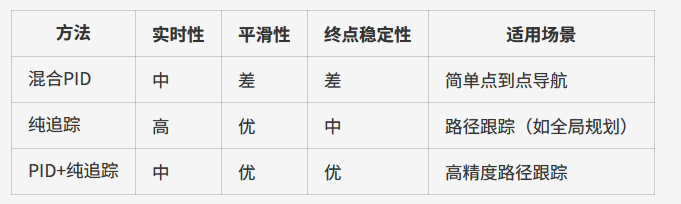 方法 实时性 平滑性 终点稳定性 适用场景
混合PID 中 差 差 简单点到点导航
纯追踪 高 优 中 路径跟踪（如全局规划）
PID+纯追踪 中 优 优 高精度路径跟踪